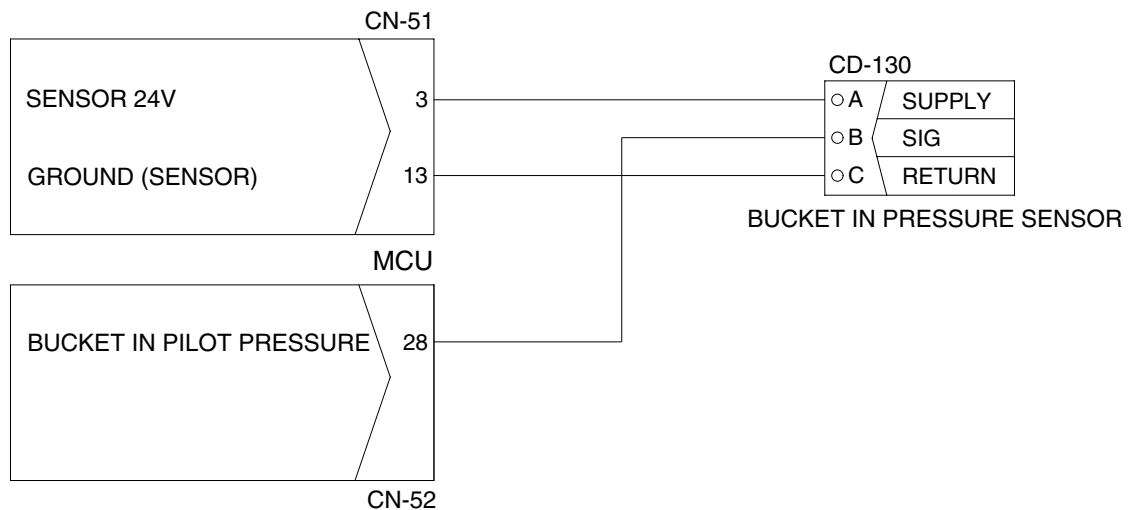 CN-51
SENSOR 24V
3
GROUND (SENSOR)
13
MCU
BUCKET IN PILOT PRESSURE
28
CN-52
CD-130
A SUPPLY
B SIG
C RETURN
BUCKET IN PRESSURE SENSOR